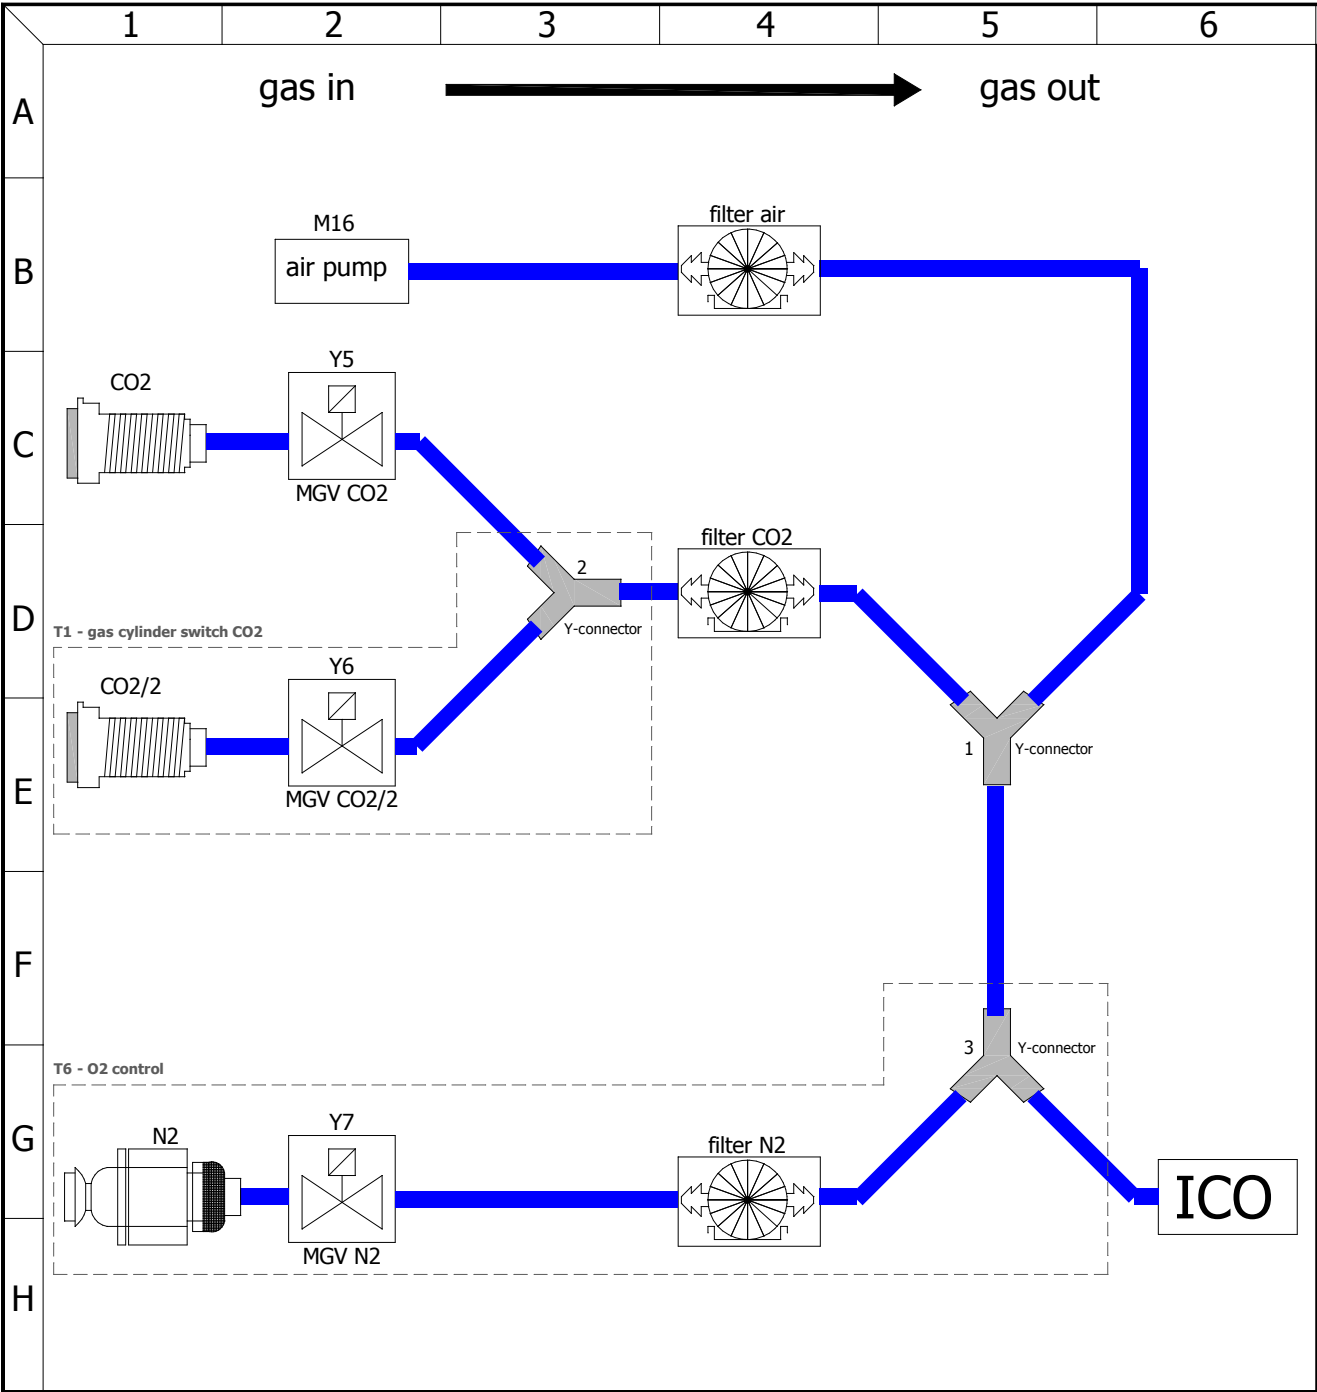 1 2 3 4 5 6
A
gas in gas out
B
M16
air pump
filter air
C
CO2
Y5
MGV CO2
D
2
Y-connector
filter CO2
T1 - gas cylinder switch CO2
E
CO2/2
Y6
MGV CO2/2
1 Y-connector
F
3 Y-connector
T6 - O2 control
G
N2
Y7
MGV N2
filter N2
ICO
H